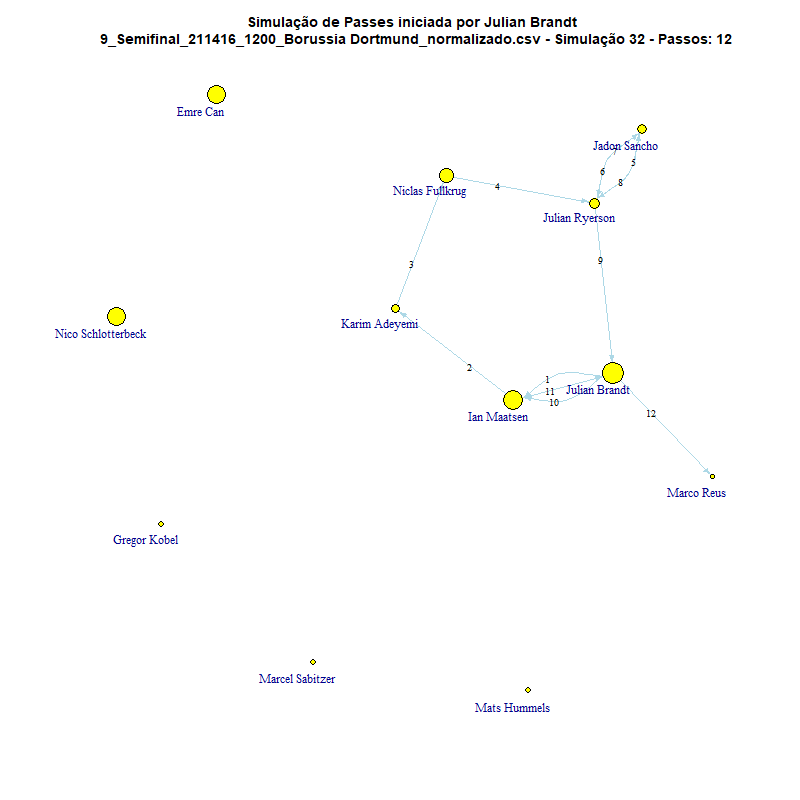 Simulação de Passes iniciada por Julian Brandt
9_Semifinal_211416_1200_Borussia Dortmund_normalizado.csv - Simulação 32 - Passos: 12
Emre Can
Jadon Sancho
7
5
6
8
Niclas Fullkrug
4
Julian Ryerson
9
3
Nico Schlotterbeck
Karim Adeyemi
2
1
11
10
Julian Brandt
Ian Maatsen
12
Marco Reus
Gregor Kobel
Marcel Sabitzer
Mats Hummels